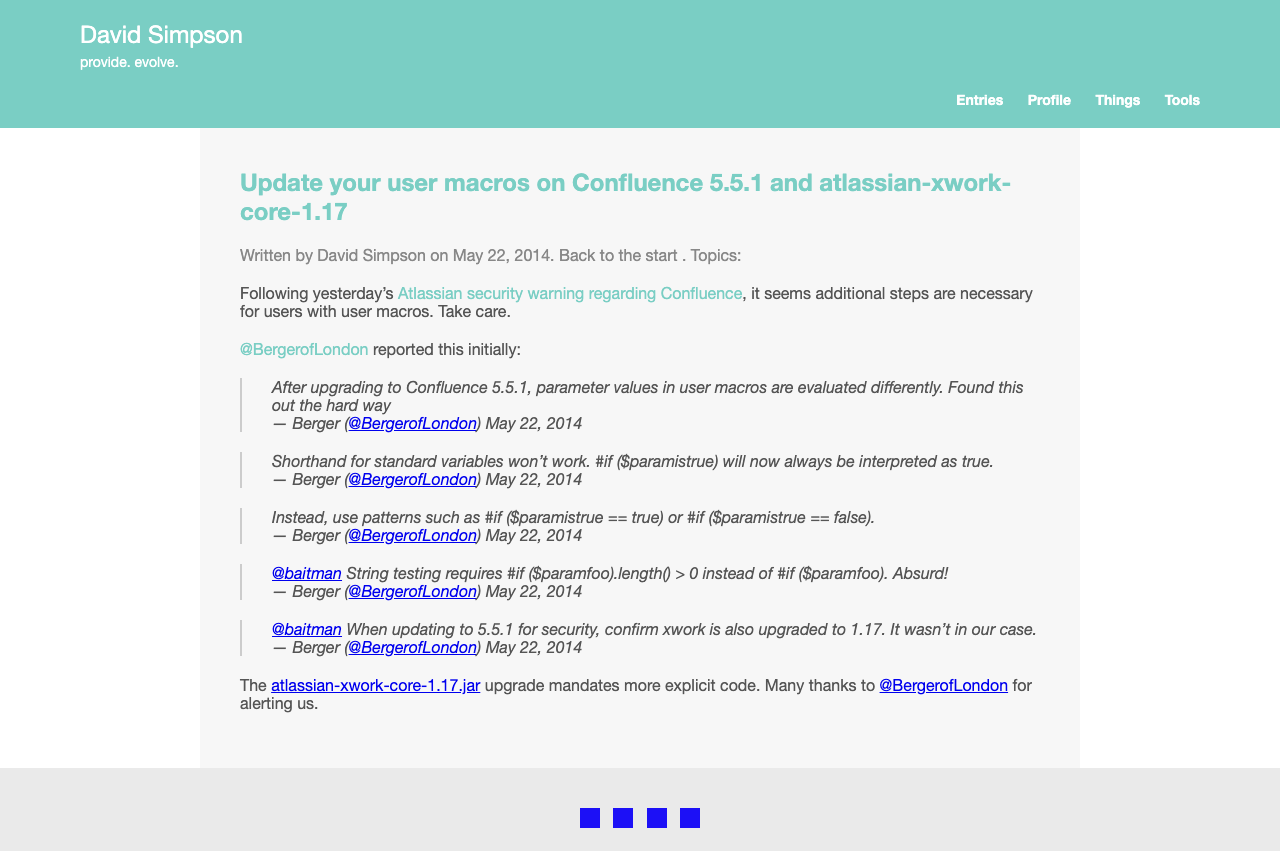 David Simpson
provide. evolve.
Entries Profile Things Tools
Update your user macros on Confluence 5.5.1 and atlassian-xwork-
core-1.17
Written by David Simpson on May 22, 2014. Back to the start . Topics:
Following yesterday’s Atlassian security warning regarding Confluence, it seems additional steps are necessary
for users with user macros. Take care.
@BergerofLondon reported this initially:
After upgrading to Confluence 5.5.1, parameter values in user macros are evaluated differently. Found this
out the hard way
— Berger (@BergerofLondon) May 22, 2014
Shorthand for standard variables won’t work. #if ($paramistrue) will now always be interpreted as true.
— Berger (@BergerofLondon) May 22, 2014
Instead, use patterns such as #if ($paramistrue == true) or #if ($paramistrue == false).
— Berger (@BergerofLondon) May 22, 2014
@baitman String testing requires #if ($paramfoo).length() > 0 instead of #if ($paramfoo). Absurd!
— Berger (@BergerofLondon) May 22, 2014
@baitman When updating to 5.5.1 for security, confirm xwork is also upgraded to 1.17. It wasn’t in our case.
— Berger (@BergerofLondon) May 22, 2014
The atlassian-xwork-core-1.17.jar upgrade mandates more explicit code. Many thanks to @BergerofLondon for
alerting us.